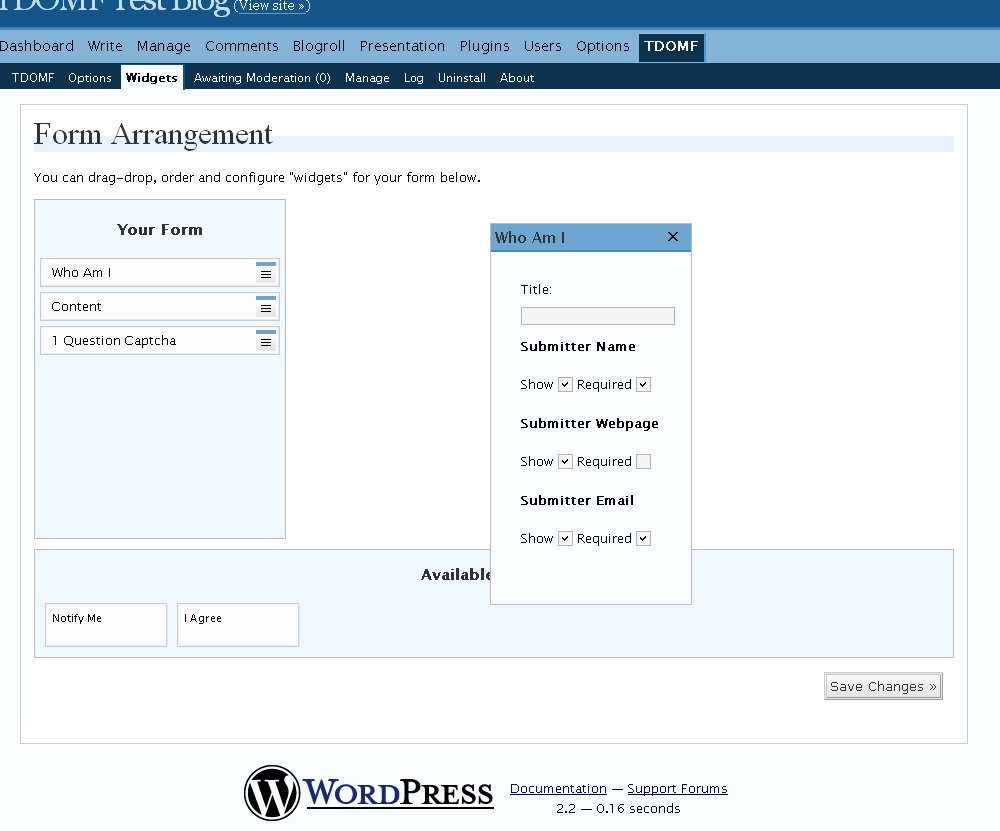 TDOMF Test Blog (View site »)
Dashboard Write Manage Comments Blogroll Presentation Plugins Users Options TDOMF
TDOMF Options Widgets Awaiting Moderation (0) Manage Log Uninstall About
Form Arrangement
You can drag-drop, order and configure "widgets" for your form below.
Your Form
Who Am I
Content
1 Question Captcha
Who Am I
Title:
Submitter Name
Show Required
Submitter Webpage
Show Required
Submitter Email
Show Required
Available
Notify Me I Agree
Save Changes »
WORDPRESS
Documentation — Support Forums
2.2 — 0.16 seconds